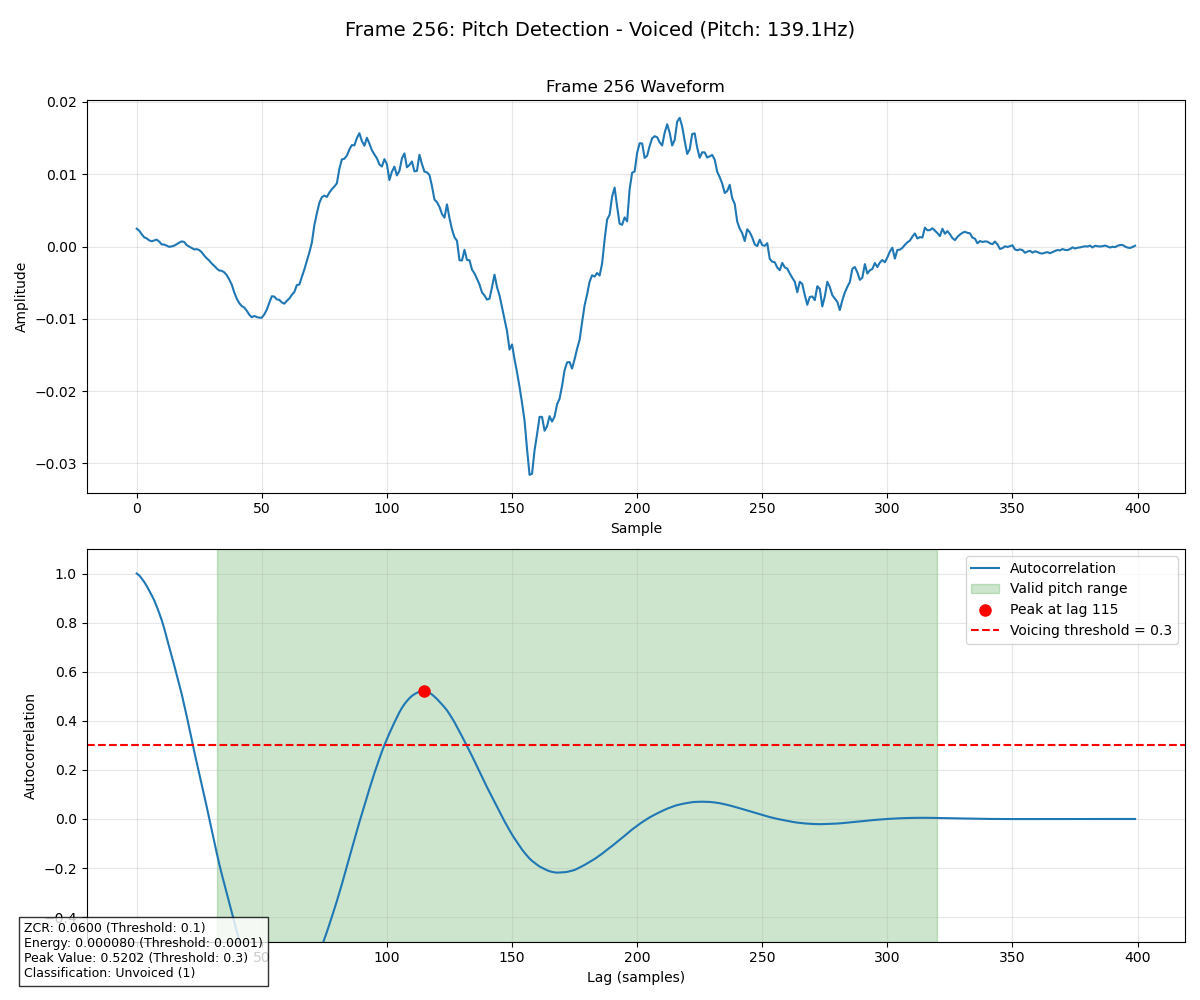 Frame 256: Pitch Detection - Voiced (Pitch: 139.1Hz)
Frame 256 Waveform
0.02
0.01
0.00
−0.01
−0.02
−0.03
Amplitude
0 50 100 150 200 250 300 350 400
Sample
1.0
0.8
0.6
0.4
0.2
0.0
−0.2
−0.4
Autocorrelation
Autocorrelation
Valid pitch range
Peak at lag 115
Voicing threshold = 0.3
ZCR: 0.0600 (Threshold: 0.1)
Energy: 0.000080 (Threshold: 0.0001)
Peak Value: 0.5202 (Threshold: 0.3)
Classification: Unvoiced (1)
0 50 100 150 200 250 300 350 400
Lag (samples)